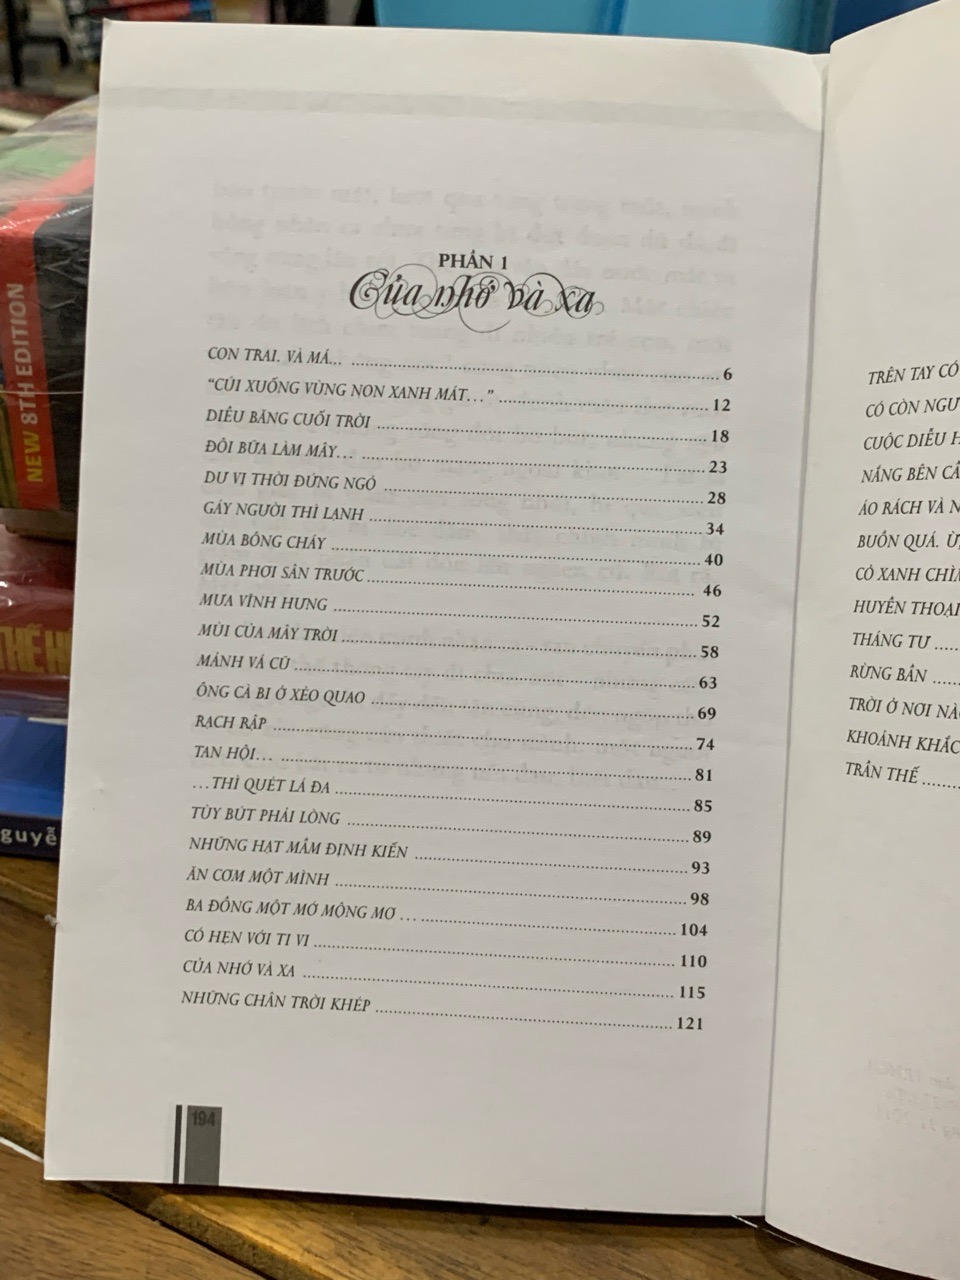 PHẦN 1
Của nhớ và xa
CON TRAI. VÀ MÁ... 6
“CÚI XUỐNG VÙNG NON XANH MÁT...” 12
DIỀU BĂNG CUỐI TRỜI 18
ĐÔI BỮA LÀM MÂY... 23
DƯ VỊ THỜI ĐỨNG NGÓ 28
GÁY NGƯỜI THÌ LẠNH 34
MÙA BÔNG CHÁY 40
MÙA PHƠI SÂN TRƯỚC 46
MƯA VĨNH HƯNG 52
MÙI CỦA MÂY TRỜI 58
MẢNH VÁ CŨ 63
ÔNG CÀ BI Ở XẺO QUAO 69
RẠCH RẬP 74
TAN HỘI... 81
...THÌ QUÉT LÁ ĐA 85
TÙY BÚT PHẢI LÒNG 89
NHỮNG HẠT MẦM ĐỊNH KIẾN 93
ĂN CƠM MỘT MÌNH 98
BA ĐỒNG MỘT MỚ MỘNG MƠ ... 104
CÓ HẸN VỚI TI VI 110
CỦA NHỚ VÀ XA 115
NHỮNG CHÂN TRỜI KHÉP 121
194
TRÊN TAY CÓ
CÓ CÒN NGƯ
CUỘC DIỄU H
NẮNG BÊN CẦ
ÁO RÁCH VÀ N
BUỒN QUÁ. Ừ
CỎ XANH CHÌ
HUYỀN THOẠI
THÁNG TƯ
RỪNG BẦN
TRỜI Ở NƠI NÀ
KHOẢNH KHẮC
TRẦN THẾ
NEW 8TH EDITION
THẾ H
guyễ